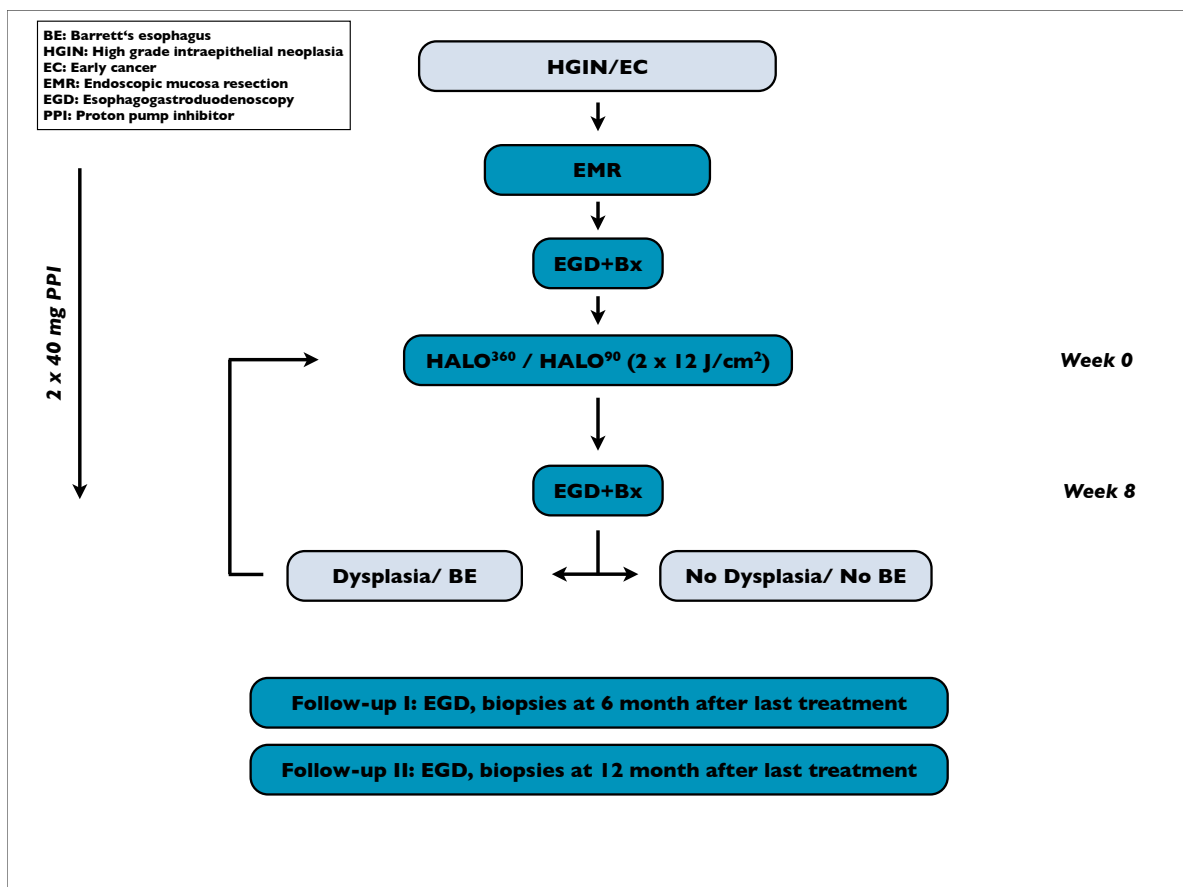 BE: Barrett‘s esophagus
HGIN: High grade intraepithelial neoplasia
EC: Early cancer
EMR: Endoscopic mucosa resection
EGD: Esophagogastroduodenoscopy
PPI: Proton pump inhibitor
HGIN/EC
EMR
EGD+Bx
2 x 40 mg PPI
HALO³⁶⁰ / HALO⁹⁰ (2 x 12 J/cm²)
Week 0
EGD+Bx
Week 8
Dysplasia/ BE
No Dysplasia/ No BE
Follow-up I: EGD, biopsies at 6 month after last treatment
Follow-up II: EGD, biopsies at 12 month after last treatment